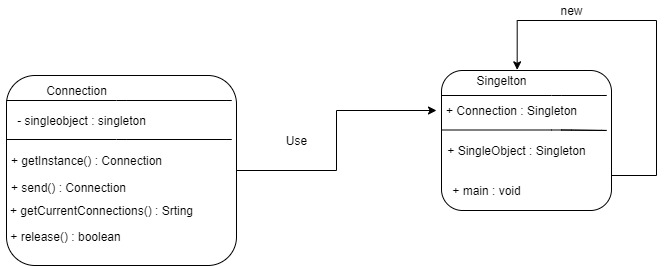 new
Connection
- singleobject : singleton
+ getInstance() : Connection
+ send() : Connection
+ getCurrentConnections() : Srting
+ release() : boolean
Use
Singelton
+ Connection : Singleton
+ SingleObject : Singleton
+ main : void